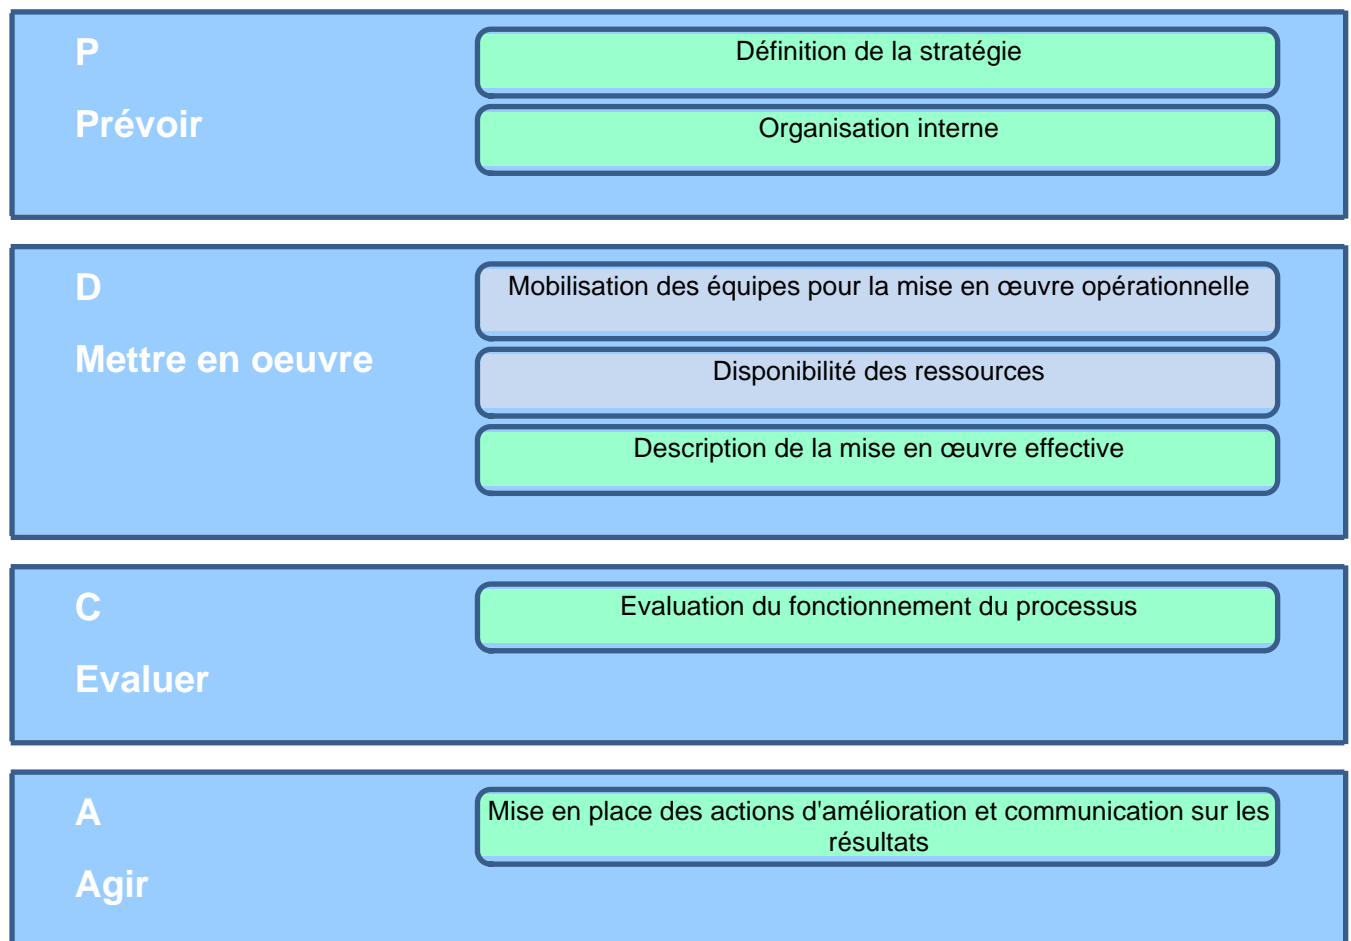 P
Prévoir
Définition de la stratégie
Organisation interne
D
Mettre en oeuvre
Mobilisation des équipes pour la mise en œuvre opérationnelle
Disponibilité des ressources
Description de la mise en œuvre effective
C
Evaluer
Evaluation du fonctionnement du processus
A
Agir
Mise en place des actions d'amélioration et communication sur les
résultats